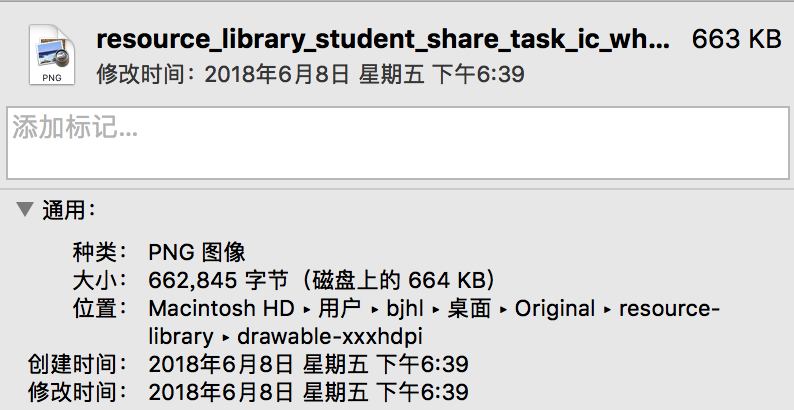 resource_library_student_share_task_ic_wh... 663 KB
PNG
修改时间：2018年6月8日 星期五 下午6:39
添加标记...
通用：
种类： PNG 图像
大小： 662,845 字节（磁盘上的 664 KB）
位置： Macintosh HD ▸ 用户 ▸ bjhl ▸ 桌面 ▸ Original ▸ resource-
library ▸ drawable-xxxhdpi
创建时间： 2018年6月8日 星期五 下午6:39
修改时间： 2018年6月8日 星期五 下午6:39